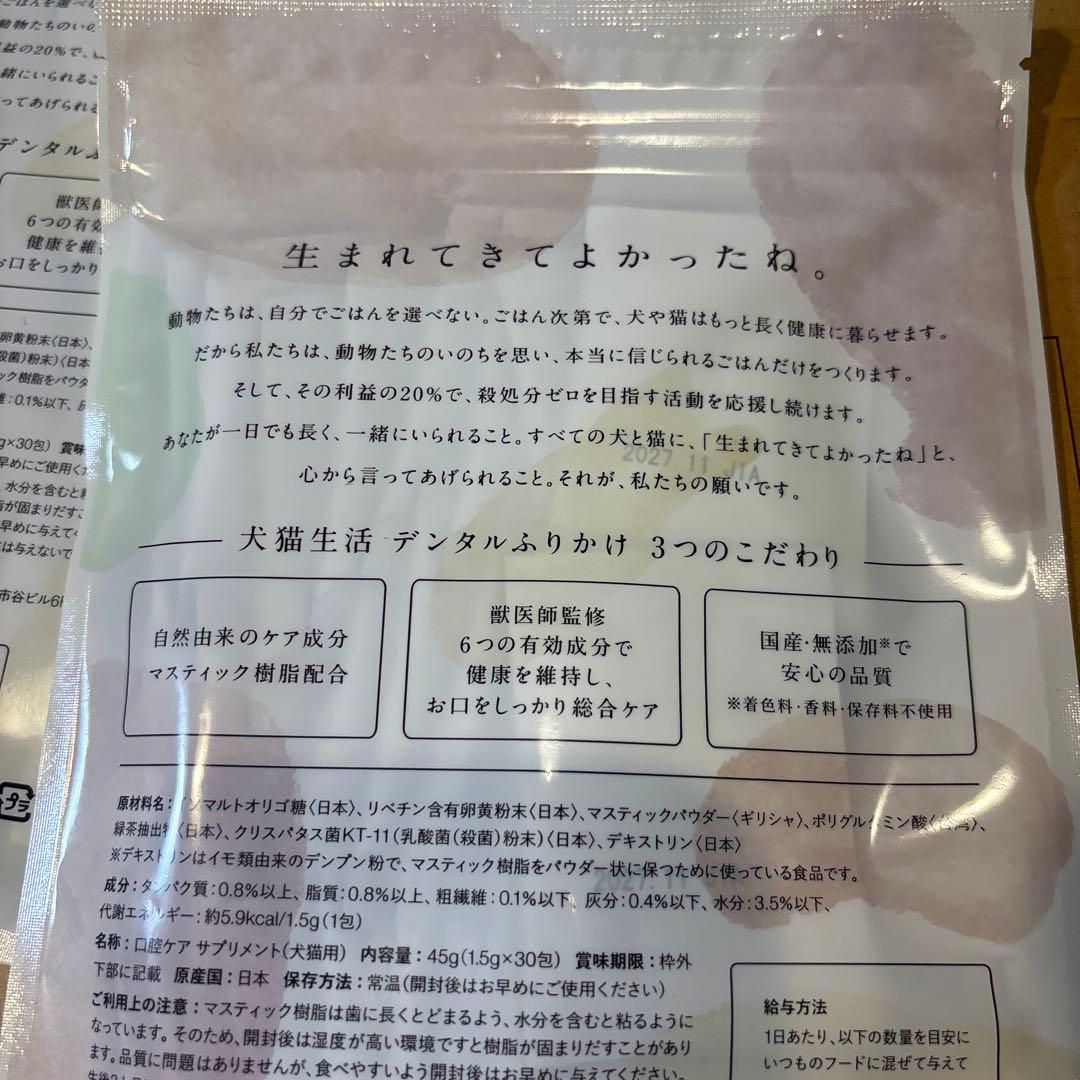 生まれてきてよかったね。
動物たちは、自分でごはんを選べない。ごはん次第で、犬や猫はもっと長く健康に暮らせます。
だから私たちは、動物たちのいのちを思い、本当に信じられるごはんだけをつくります。
そして、その利益の20%で、殺処分ゼロを目指す活動を応援し続けます。
あなたが一日でも長く、一緒にいられること。すべての犬と猫に、「生まれてきてよかったね」と、
心から言ってあげられること。それが、私たちの願いです。
2027.11 JIA
犬猫生活 デンタルふりかけ 3つのこだわり
自然由来のケア成分
マスティック樹脂配合
獣医師監修
6つの有効成分で
健康を維持し、
お口をしっかり総合ケア
国産・無添加※で
安心の品質
※着色料・香料・保存料不使用
原材料名：イソマルトオリゴ糖〈日本〉、リベチン含有卵黄粉末〈日本〉、マスティックパウダー〈ギリシャ〉、ポリグルタミン酸〈台湾〉、
緑茶抽出物〈日本〉、クリスパタス菌KT-11(乳酸菌(殺菌)粉末)〈日本〉、デキストリン〈日本〉
※デキストリンはイモ類由来のデンプン粉で、マスティック樹脂をパウダー状に保つために使っている食品です。
成分：タンパク質：0.8%以上、脂質：0.8%以上、粗繊維：0.1%以下、灰分：0.4%以下、水分：3.5%以下、
代謝エネルギー：約5.9kcal/1.5g(1包)
名称：口腔ケア サプリメント(犬猫用) 内容量：45g(1.5g×30包) 賞味期限：枠外
下部に記載 原産国：日本 保存方法：常温(開封後はお早めにご使用ください)
ご利用上の注意：マスティック樹脂は歯に長くとどまるよう、水分を含むと粘るように
なっています。そのため、開封後は湿度が高い環境ですと樹脂が固まりだすことがあり
ます。品質に問題はありませんが、食べやすいよう開封後はお早めに与えてください。
給与方法
1日あたり、以下の数量を目安に
いつものフードに混ぜて与えて
プラ